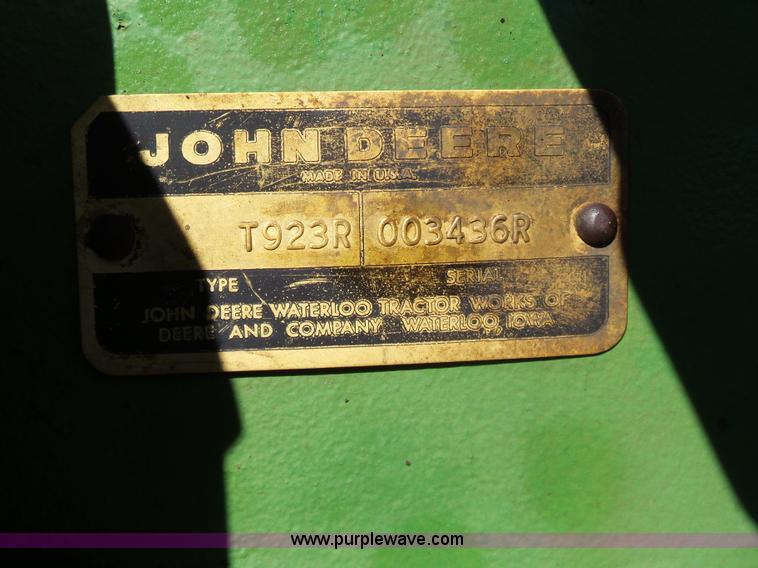 JOHN DEERE
MADE IN U.S.A.
T923R 003436R
TYPE SERIAL
JOHN DEERE WATERLOO TRACTOR WORKS OF
DEERE AND COMPANY WATERLOO, IOWA
www.purplewave.com